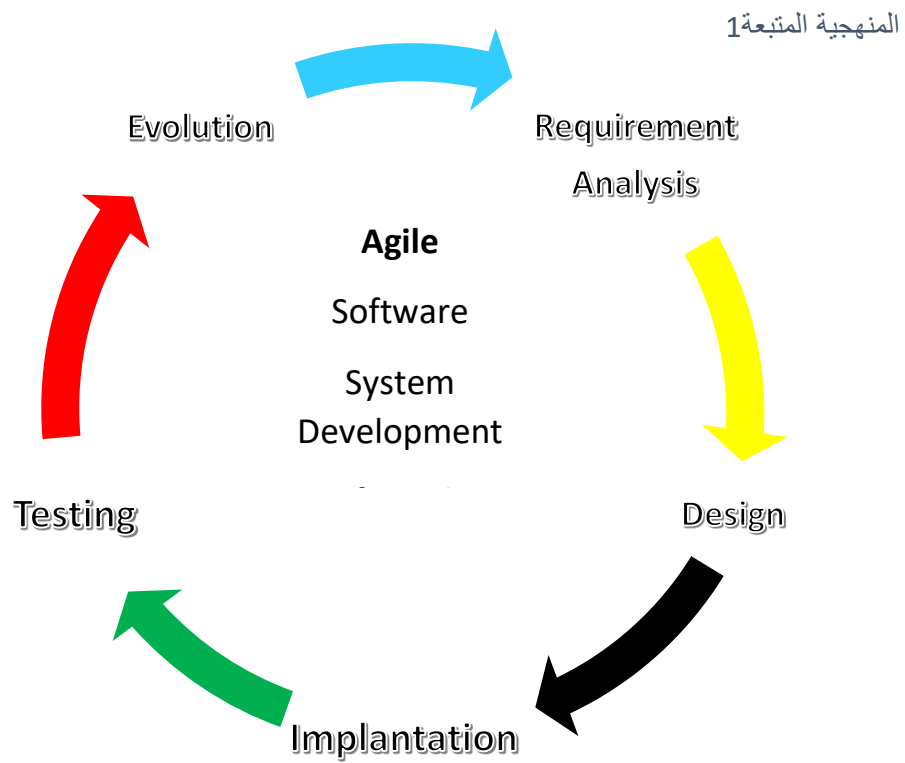 المنهجية المتبعة1
Evolution
Requirement
Analysis
Agile
Software
System
Development
Testing
Design
Implantation